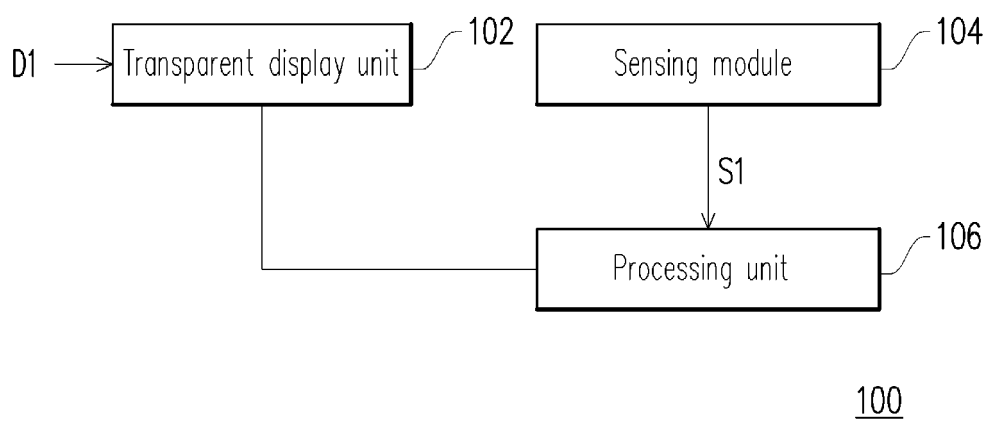 102
104
D1
Transparent display unit
Sensing module
S1
106
Processing unit
100